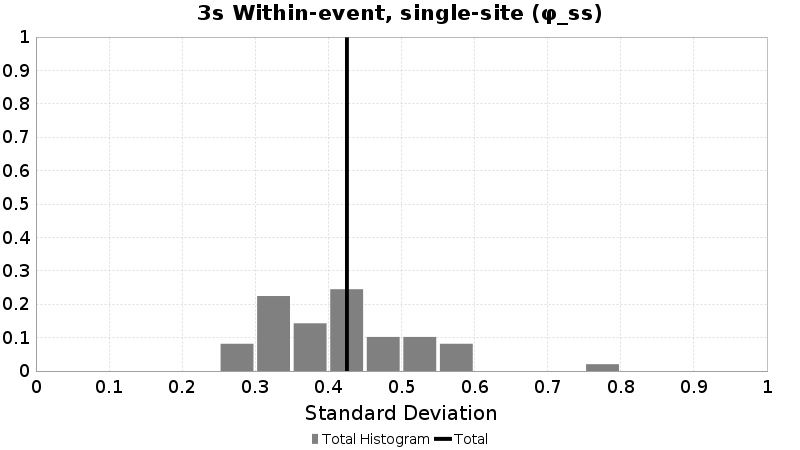 3s Within-event, single-site (φ_ss)
1
0.9
0.8
0.7
0.6
0.5
0.4
0.3
0.2
0.1
0
0 0.1 0.2 0.3 0.4 0.5 0.6 0.7 0.8 0.9 1
Standard Deviation
Total Histogram Total